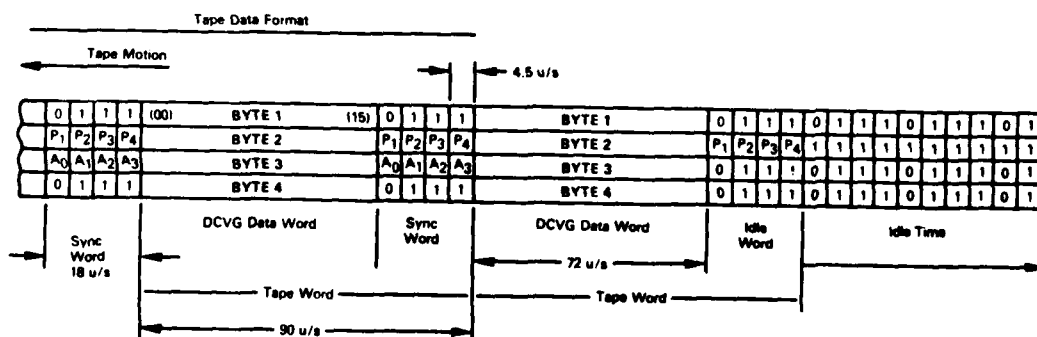 Tape Data Format
Tape Motion
4.5 u/s
0 1 1 1 (00) BYTE 1 (15) 0 1 1 1 BYTE 1 0 1 1 1 0 1 1 1 0 1 1 1 0 1
P1 P2 P3 P4 BYTE 2 P1 P2 P3 P4 BYTE 2 P1 P2 P3 P4 1 1 1 1 1 1 1 1 1 1
A0 A1 A2 A3 BYTE 3 A0 A1 A2 A3 BYTE 3 0 1 1 1 0 1 1 1 0 1 1 1 0 1
0 1 1 1 BYTE 4 0 1 1 1 BYTE 4 0 1 1 1 0 1 1 1 0 1 1 1 0 1
Sync
Word
18 u/s
DCVG Data Word
Sync
Word
DCVG Data Word
Idle
Word
Idle Time
72 u/s
Tape Word
Tape Word
90 u/s